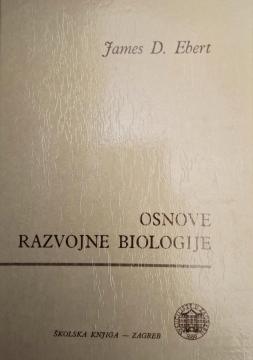 James D. Ebert
OSNOVE
RAZVOJNE BIOLOGIJE
ŠKOLSKA KNJIGA — ZAGREB